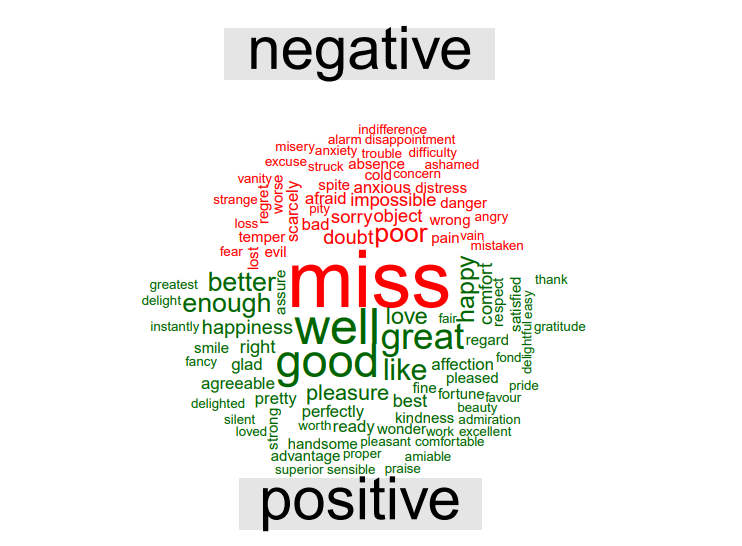 negative
indifference
alarm disappointment
misery anxiety trouble difficulty
excuse struck absence ashamed
cold concern
vanity worse spite anxious distress
strange regret scarcely afraid impossible danger
pity
loss bad sorry object wrong angry
temper doubt poor pain vain
fear lost evil mistaken
miss
greatest better assure happy comfort respect satisfied thank
delight enough love fair easy
instantly happiness well great regard delightful gratitude
smile right good
fancy glad like affection fond
agreeable pleased pride
pretty pleasure fine fortune favour
delighted best beauty
silent strong perfectly kindness admiration
loved worth ready wonder work excellent
handsome pleasant comfortable
advantage proper amiable
superior sensible praise
positive